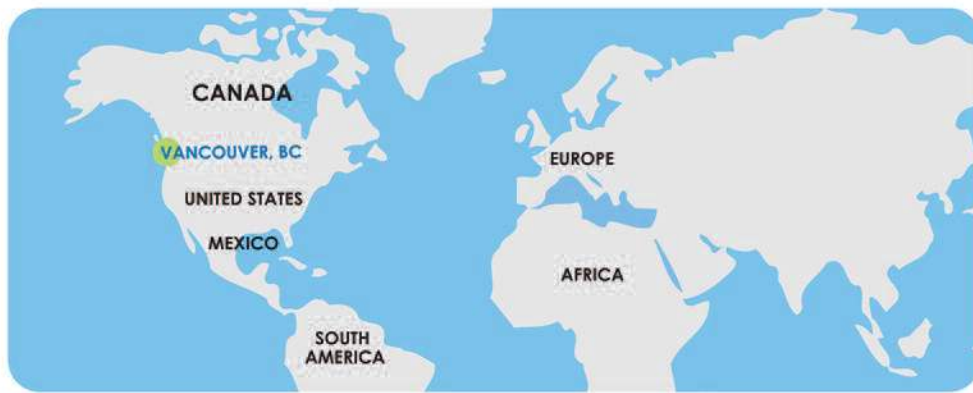 CANADA
VANCOUVER, BC
EUROPE
UNITED STATES
MEXICO
AFRICA
SOUTH
AMERICA